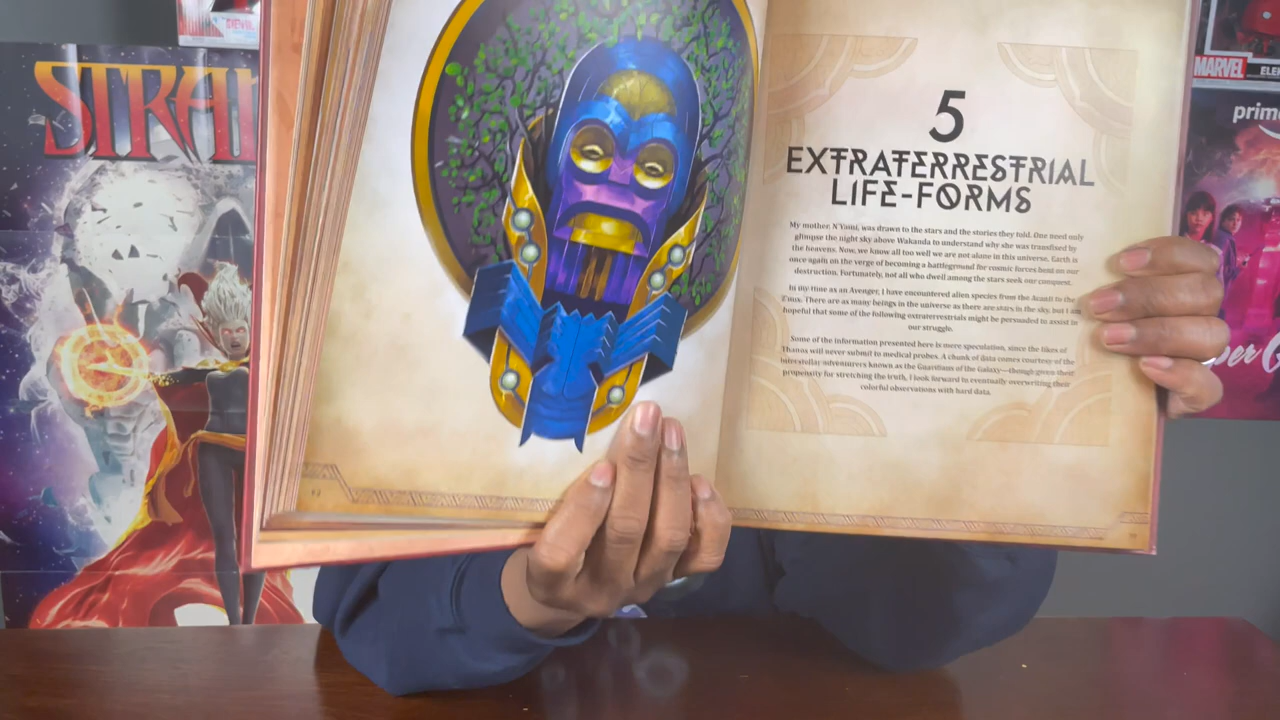 STRAN
MARVEL
ELE
prime
5
EXTRATERRESTRIAL
LIFE-FORMS
My mother, N'Yami, was drawn to the stars and the stories they told. One need only
glimpse the night sky above Wakanda to understand why she was transfixed by
the heavens. Now, we know all too well we are not alone in this universe. Earth is
once again on the verge of becoming a battleground for cosmic forces bent on our
destruction. Fortunately, not all who dwell among the stars seek our conquest.
In my time as an Avenger, I have encountered alien species from the Acanti to the
Z'nox. There are as many beings in the universe as there are stars in the sky, but I am
hopeful that some of the following extraterrestrials might be persuaded to assist in
our struggle.
Some of the information presented here is mere speculation, since the likes of
Thanos will never submit to medical probes. A chunk of data comes courtesy of the
interstellar adventurers known as the Guardians of the Galaxy—though given their
propensity for stretching the truth, I look forward to eventually overwriting their
colorful observations with hard data.